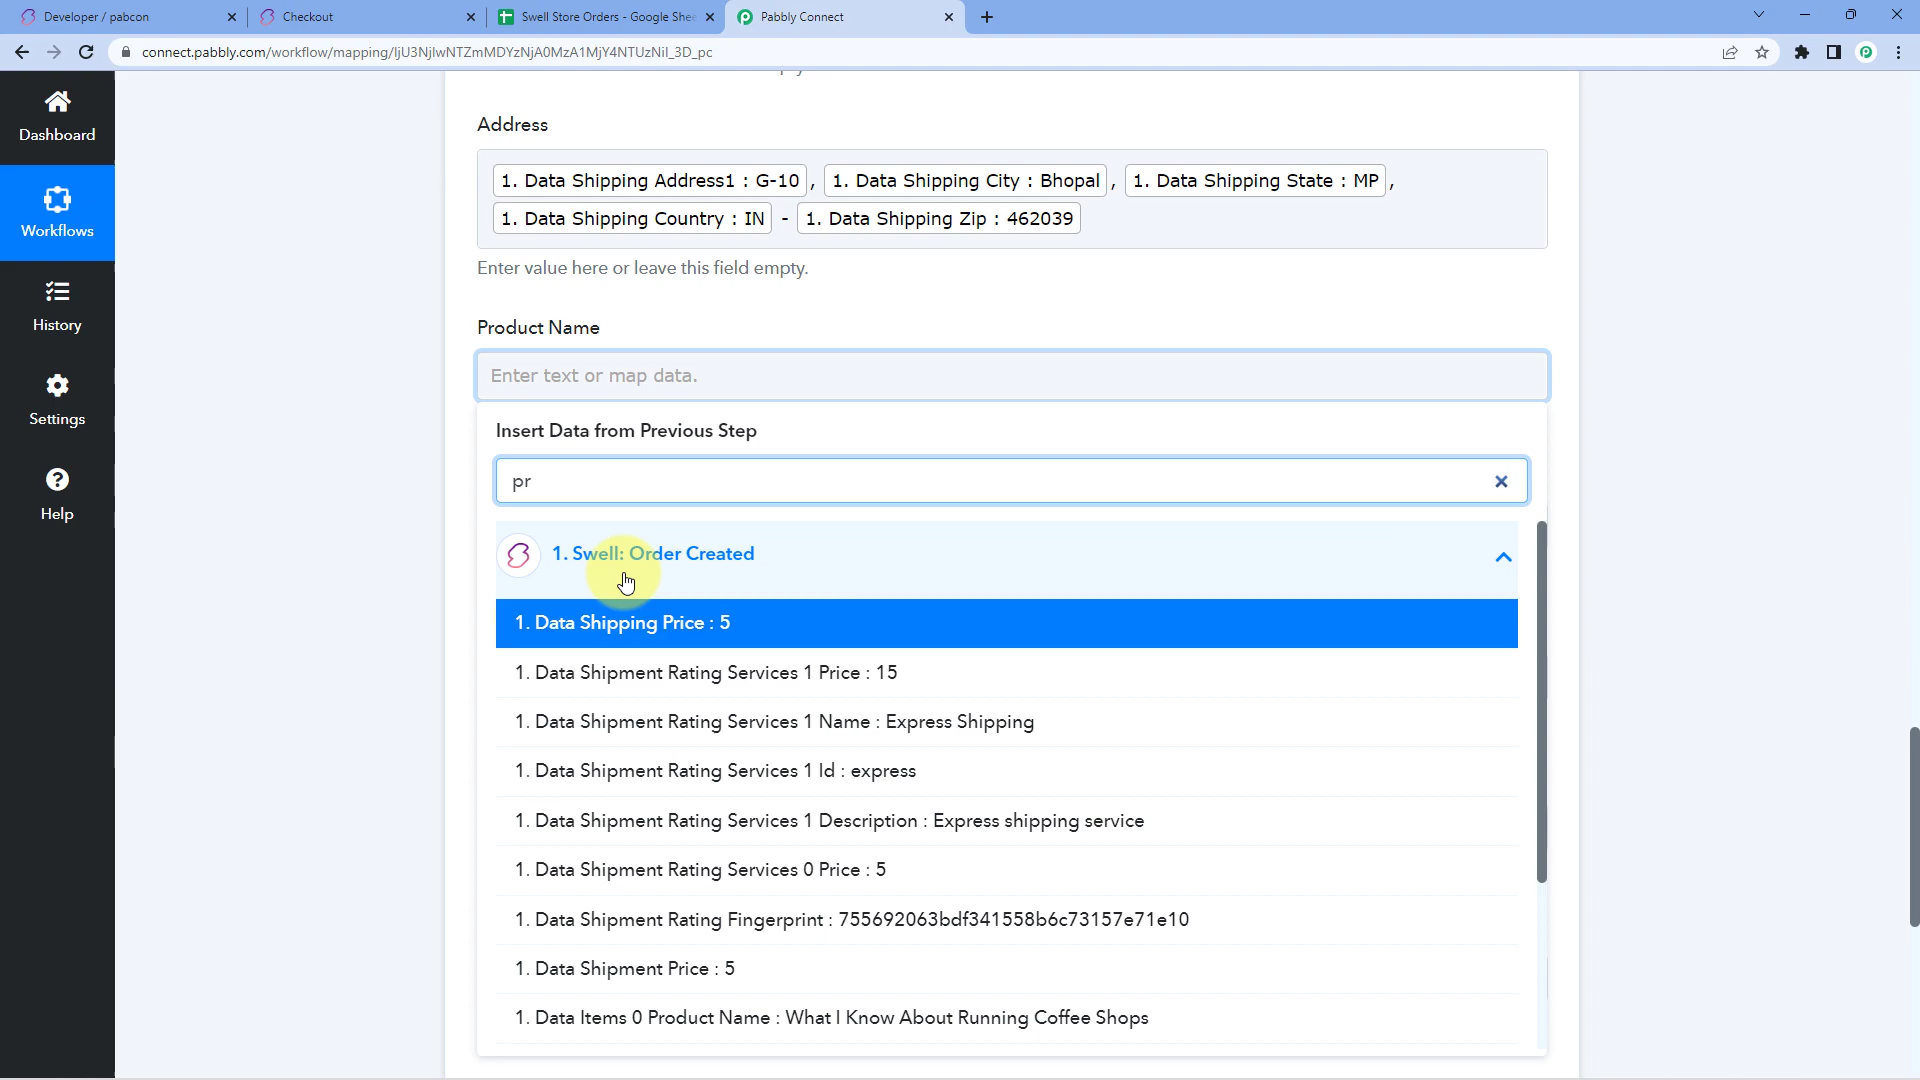 Developer / pabcon
Checkout
Swell Store Orders - Google Shee
Pabbly Connect
connect.pabbly.com/workflow/mapping/IjU3NjIwNTZmMDYzNjA0MzA1MjY4NTUzNiI_3D_pc
Dashboard
Workflows
History
Settings
Help
Address
1. Data Shipping Address1 : G-10 , 1. Data Shipping City : Bhopal , 1. Data Shipping State : MP ,
1. Data Shipping Country : IN - 1. Data Shipping Zip : 462039
Enter value here or leave this field empty.
Product Name
Enter text or map data.
Insert Data from Previous Step
pr
1. Swell: Order Created
1. Data Shipping Price : 5
1. Data Shipment Rating Services 1 Price : 15
1. Data Shipment Rating Services 1 Name : Express Shipping
1. Data Shipment Rating Services 1 Id : express
1. Data Shipment Rating Services 1 Description : Express shipping service
1. Data Shipment Rating Services 0 Price : 5
1. Data Shipment Rating Fingerprint : 755692063bdf341558b6c73157e71e10
1. Data Shipment Price : 5
1. Data Items 0 Product Name : What I Know About Running Coffee Shops